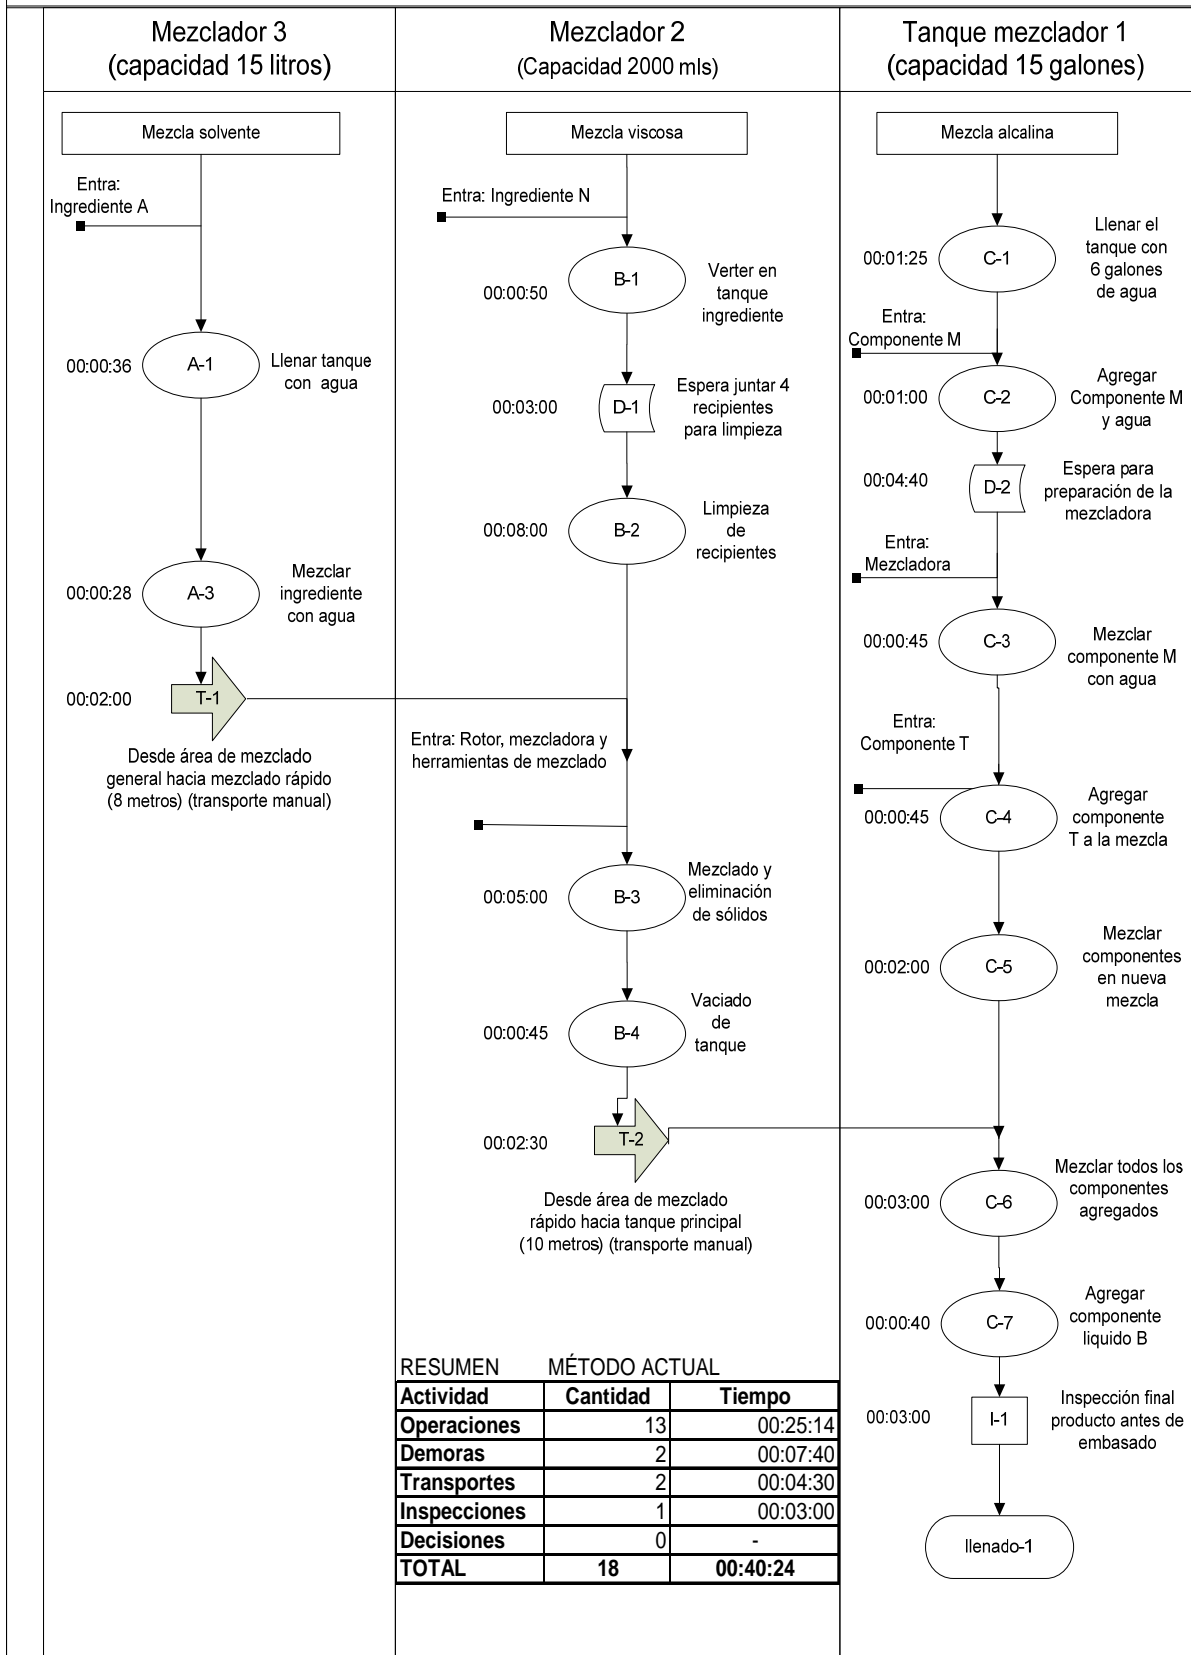 Mezclador 3
(capacidad 15 litros)
Mezcla solvente
Entra:
Ingrediente A
00:00:36
A-1
Llenar tanque
con agua
00:00:28
A-3
Mezclar
ingrediente
con agua
00:02:00
T-1
Desde área de mezclado
general hacia mezclado rápido
(8 metros) (transporte manual)
Mezclador 2
(Capacidad 2000 mls)
Mezcla viscosa
Entra: Ingrediente N
00:00:50
B-1
Verter en
tanque
ingrediente
00:03:00
D-1
Espera juntar 4
recipientes
para limpieza
00:08:00
B-2
Limpieza
de
recipientes
Entra: Rotor, mezcladora y
herramientas de mezclado
00:05:00
B-3
Mezclado y
eliminación
de sólidos
00:00:45
B-4
Vaciado
de
tanque
00:02:30
T-2
Desde área de mezclado
rápido hacia tanque principal
(10 metros) (transporte manual)
Tanque mezclador 1
(capacidad 15 galones)
Mezcla alcalina
00:01:25
C-1
Llenar el
tanque con
6 galones
de agua
Entra:
Componente M
00:01:00
C-2
Agregar
Componente M
y agua
00:04:40
D-2
Espera para
preparación de la
mezcladora
Entra:
Mezcladora
00:00:45
C-3
Mezclar
componente M
con agua
Entra:
Componente T
00:00:45
C-4
Agregar
componente
T a la mezcla
00:02:00
C-5
Mezclar
componentes
en nueva
mezcla
00:03:00
C-6
Mezclar todos los
componentes
agregados
00:00:40
C-7
Agregar
componente
liquido B
00:03:00
I-1
Inspección final
producto antes de
embasado
llenado-1
RESUMEN MÉTODO ACTUAL
Actividad Cantidad Tiempo
Operaciones 13 00:25:14
Demoras 2 00:07:40
Transportes 2 00:04:30
Inspecciones 1 00:03:00
Decisiones 0 -
TOTAL 18 00:40:24